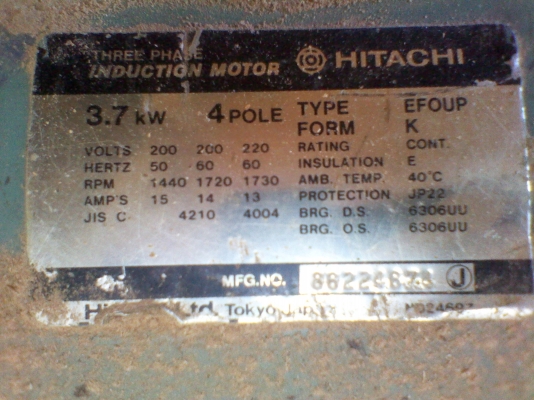 THREE PHASE
INDUCTION MOTOR HITACHI
3.7 kW 4 POLE TYPE EFOUP
FORM K
VOLTS 200 200 220 RATING CONT.
HERTZ 50 60 60 INSULATION E
RPM 1440 1720 1730 AMB. TEMP. 40°C
AMP'S 15 14 13 PROTECTION JP22
JIS C 4210 4004 BRG. D.S. 6306UU
BRG. O.S. 6306UU
MFG.NO. J
Ltd. Tokyo